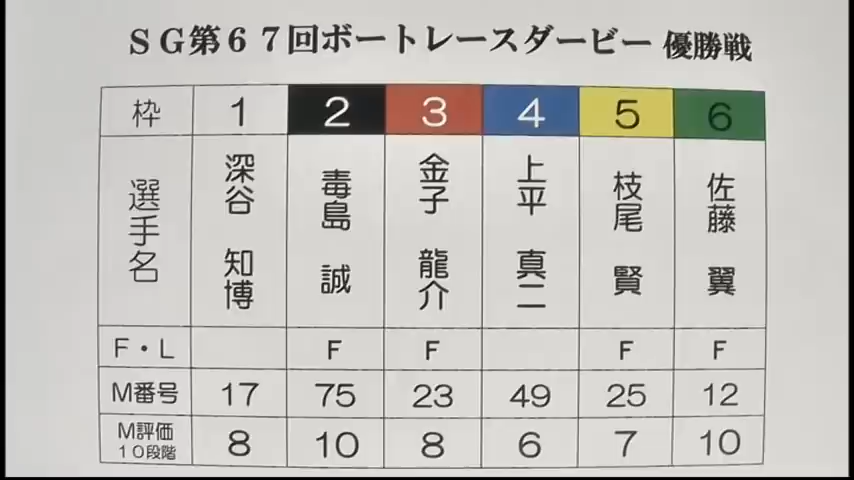 SG第67回ボートレースダービー 優勝戦
枠 1 2 3 4 5 6
選手名 深谷 知博 毒島 誠 金子 龍介 上平 真二 枝尾 賢 佐藤 翼
F・L F F F F
M番号 17 75 23 49 25 12
M評価 10段階 8 10 8 6 7 10